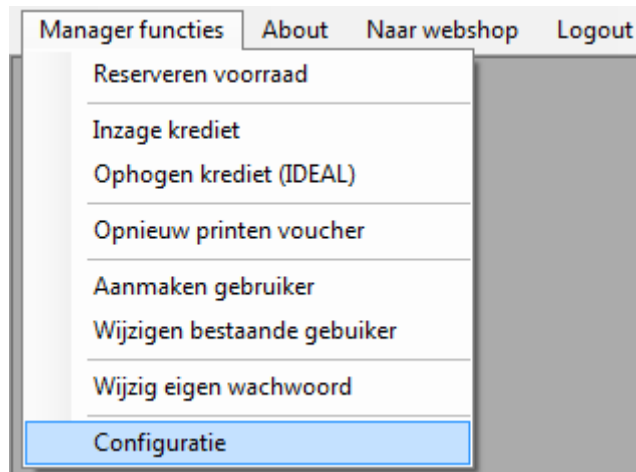 Manager functies About Naar webshop Logout
Reserveren voorraad
Inzage krediet
Ophogen krediet (IDEAL)
Opnieuw printen voucher
Aanmaken gebruiker
Wijzigen bestaande gebuiker
Wijzig eigen wachwoord
Configuratie